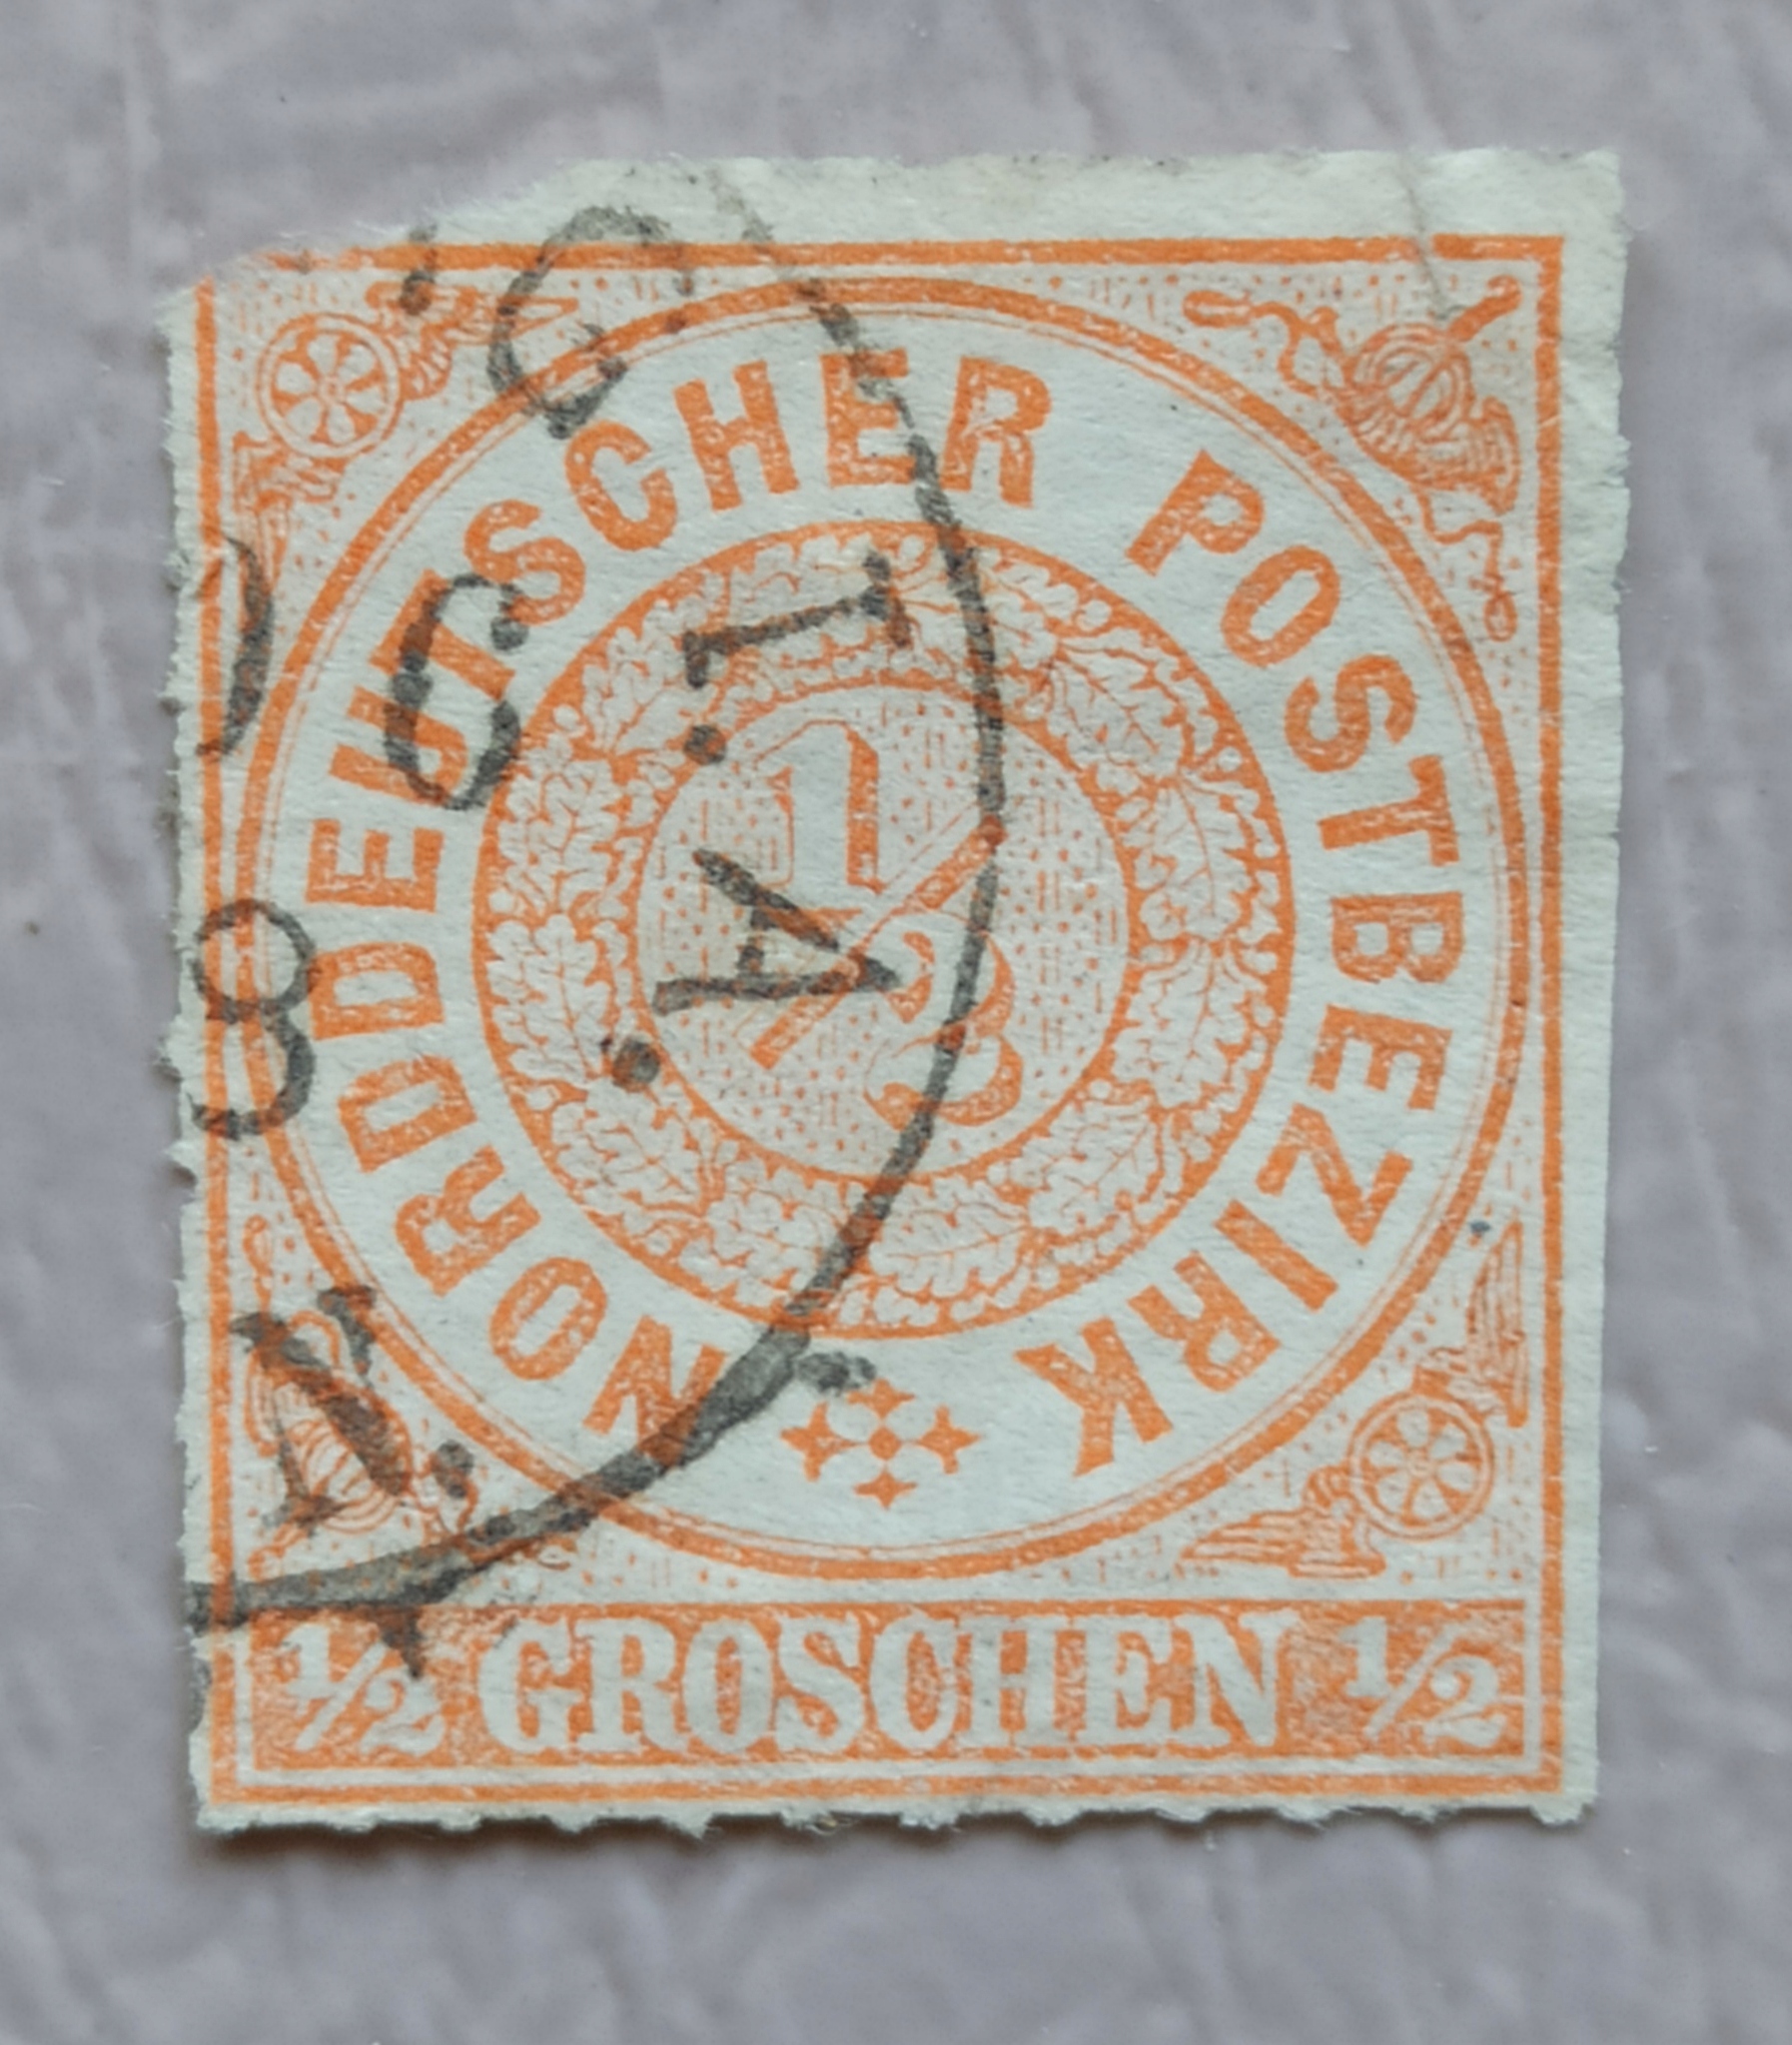 NORDDEUTSCHER POSTBEZIRK
1/2
1/2 GROSCHEN 1/2